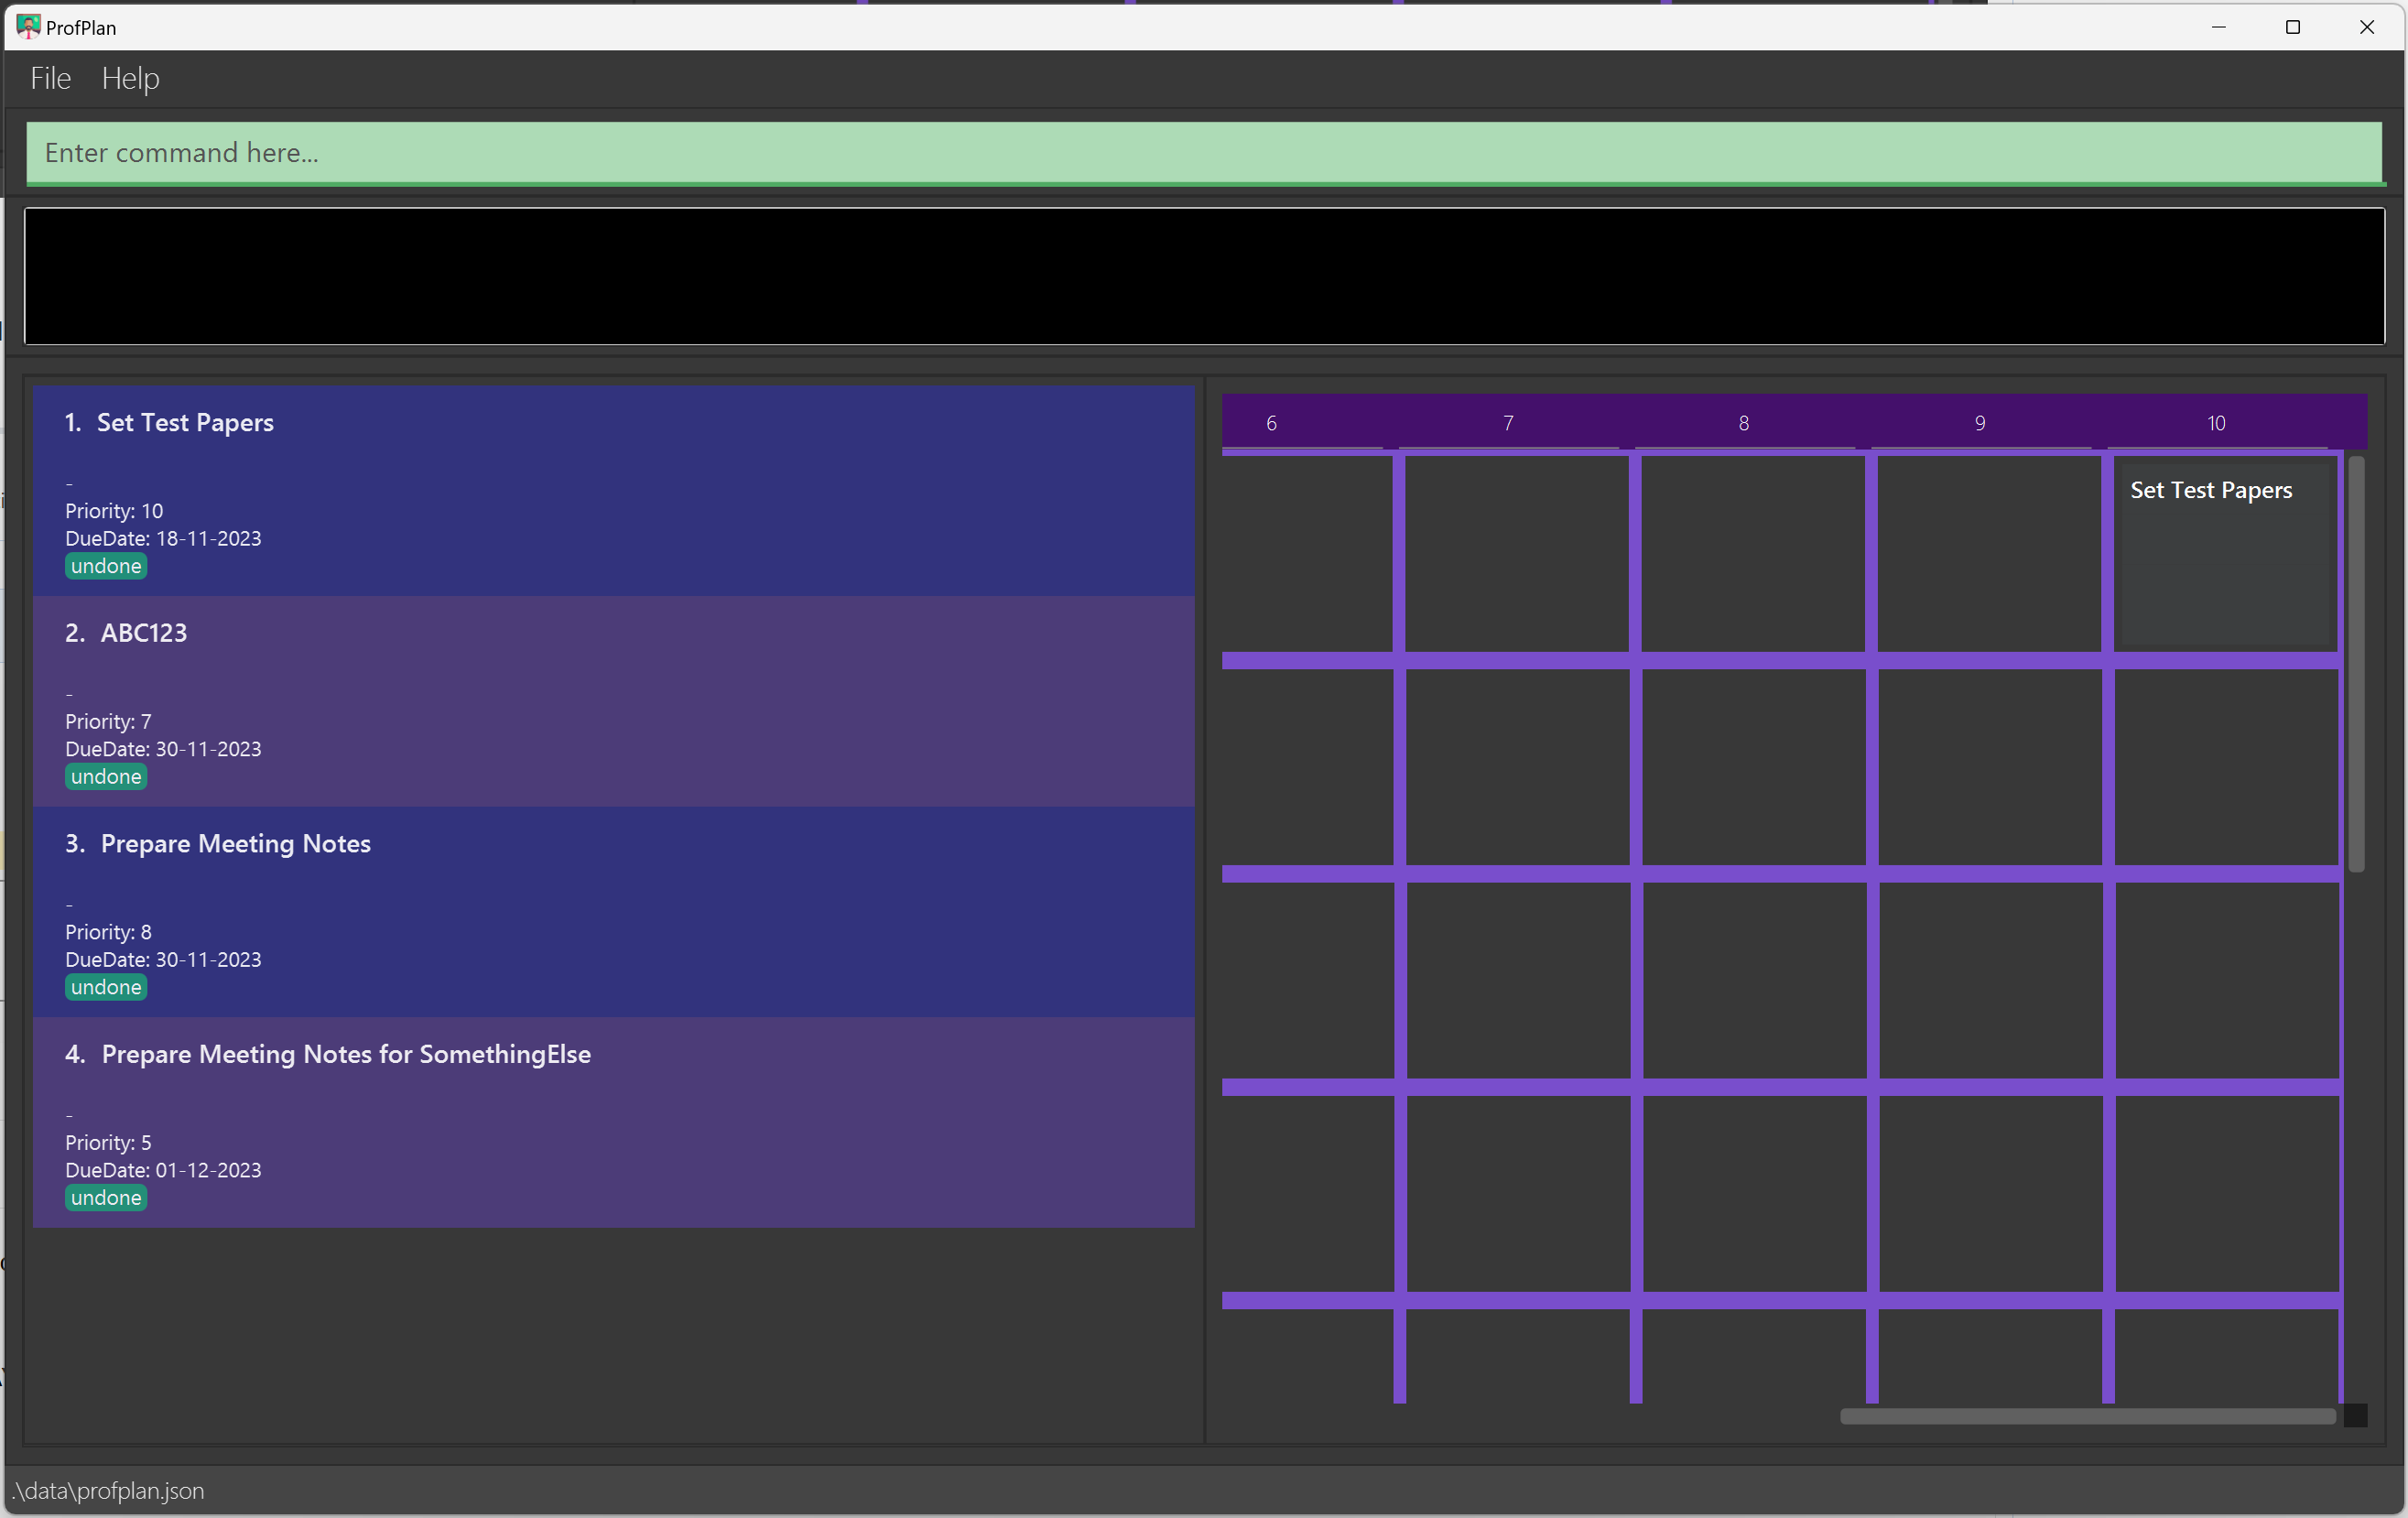 ProfPlan
File Help
Enter command here...
1. Set Test Papers
-
Priority: 10
DueDate: 18-11-2023
undone
2. ABC123
-
Priority: 7
DueDate: 30-11-2023
undone
3. Prepare Meeting Notes
-
Priority: 8
DueDate: 30-11-2023
undone
4. Prepare Meeting Notes for SomethingElse
-
Priority: 5
DueDate: 01-12-2023
undone
6 7 8 9 10
Set Test Papers
.\data\profplan.json